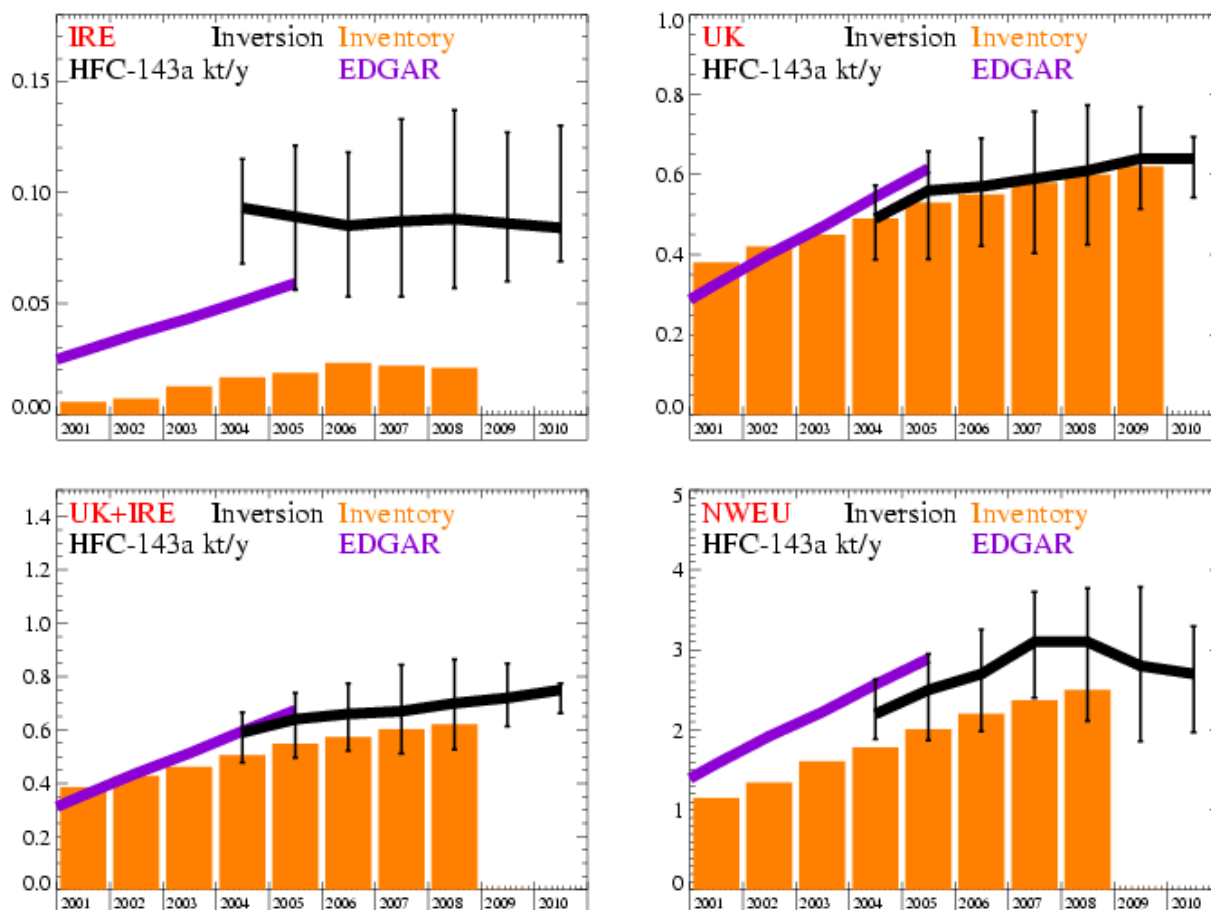 IRE Inversion Inventory
HFC-143a kt/y EDGAR
0.15
0.10
0.05
0.00
2001 2002 2003 2004 2005 2006 2007 2008 2009 2010
UK Inversion Inventory
HFC-143a kt/y EDGAR
1.0
0.8
0.6
0.4
0.2
0.0
2001 2002 2003 2004 2005 2006 2007 2008 2009 2010
UK+IRE Inversion Inventory
HFC-143a kt/y EDGAR
1.4
1.2
1.0
0.8
0.6
0.4
0.2
0.0
2001 2002 2003 2004 2005 2006 2007 2008 2009 2010
NWEU Inversion Inventory
HFC-143a kt/y EDGAR
5
4
3
2
1
0
2001 2002 2003 2004 2005 2006 2007 2008 2009 2010